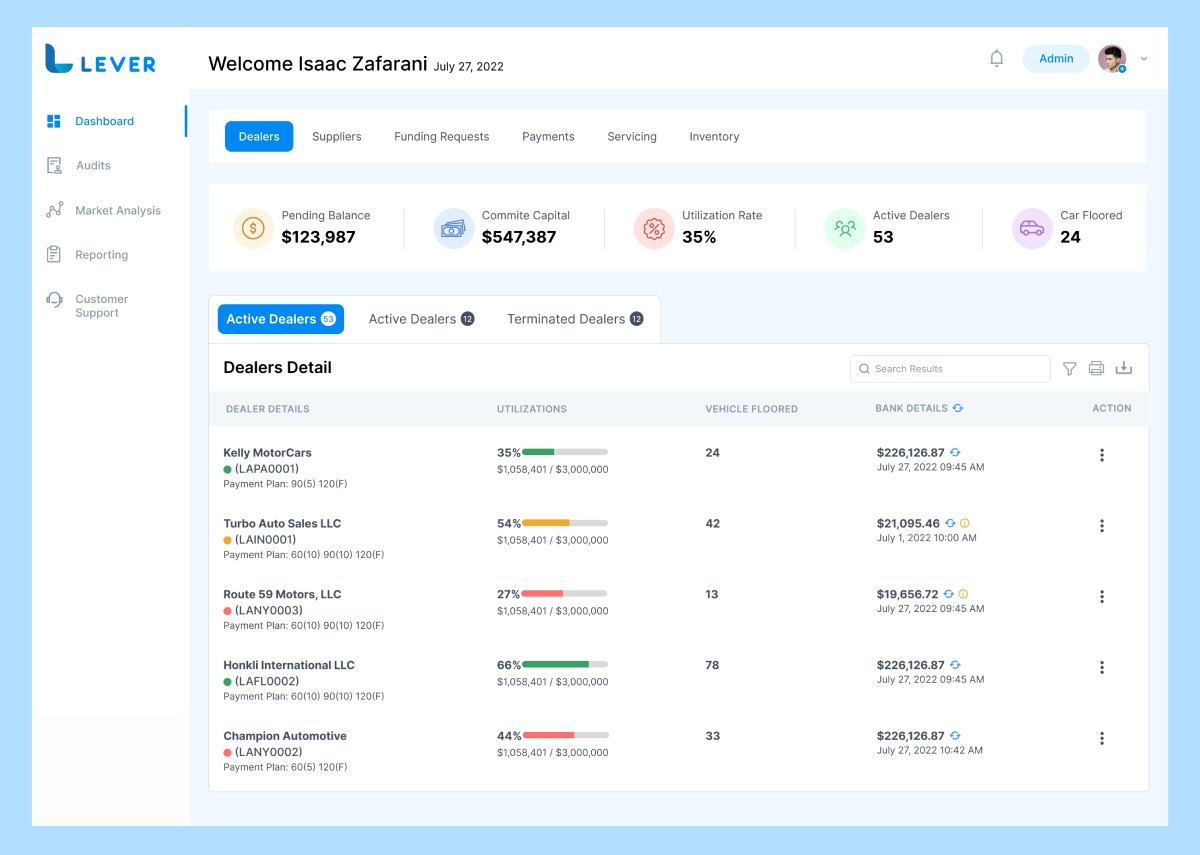 LEVER
Welcome Isaac Zafarani July 27, 2022
Admin
Dashboard
Audits
Market Analysis
Reporting
Customer
Support
Dealers Suppliers Funding Requests Payments Servicing Inventory
Pending Balance
$123,987
Commite Capital
$547,387
Utilization Rate
35%
Active Dealers
53
Car Floored
24
Active Dealers 53 Active Dealers 12 Terminated Dealers 12
Dealers Detail
Search Results
DEALER DETAILS UTILIZATIONS VEHICLE FLOORED BANK DETAILS ACTION
Kelly MotorCars 35% 24 $226,126.87
(LAPA0001) $1,058,401 / $3,000,000 July 27, 2022 09:45 AM
Payment Plan: 90(5) 120(F)
Turbo Auto Sales LLC 54% 42 $21,095.46
(LAIN0001) $1,058,401 / $3,000,000 July 1, 2022 10:00 AM
Payment Plan: 60(10) 90(10) 120(F)
Route 59 Motors, LLC 27% 13 $19,656.72
(LANY0003) $1,058,401 / $3,000,000 July 27, 2022 09:45 AM
Payment Plan: 60(10) 90(10) 120(F)
Honkli International LLC 66% 78 $226,126.87
(LAFL0002) $1,058,401 / $3,000,000 July 27, 2022 09:45 AM
Payment Plan: 60(10) 90(10) 120(F)
Champion Automotive 44% 33 $226,126.87
(LANY0002) $1,058,401 / $3,000,000 July 27, 2022 10:42 AM
Payment Plan: 60(5) 120(F)